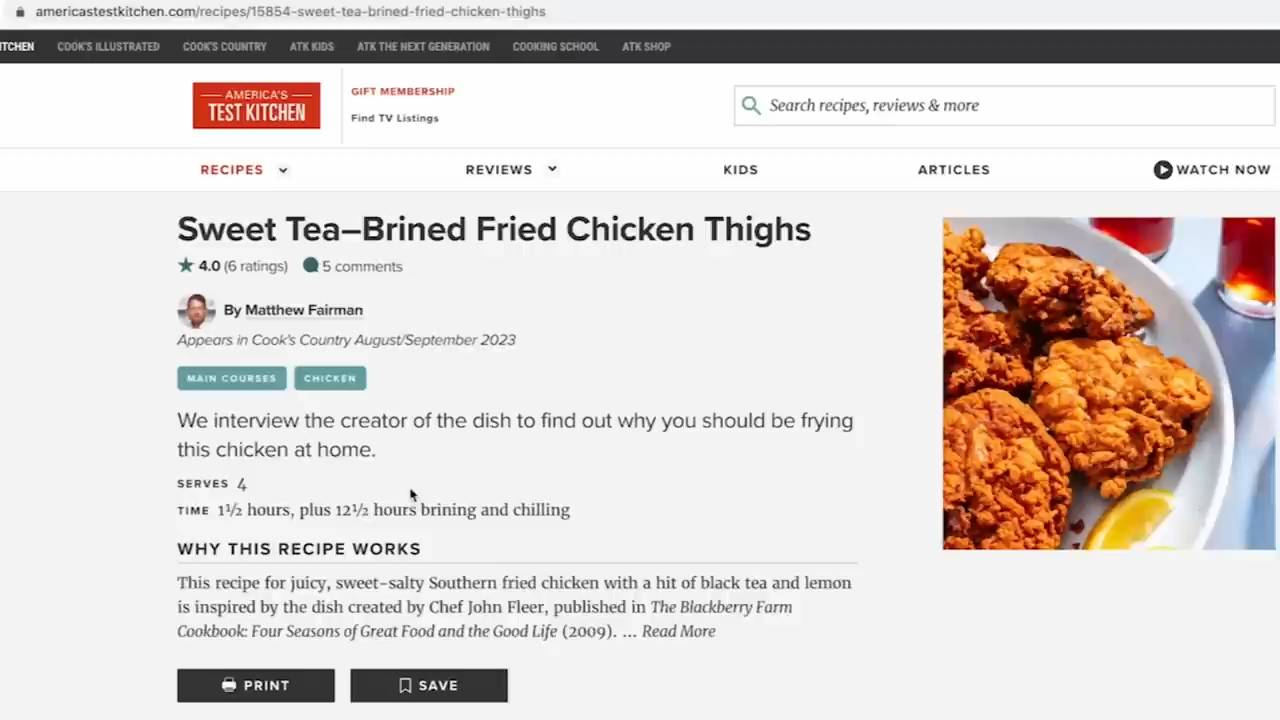 americastestkitchen.com/recipes/15854-sweet-tea-brined-fried-chicken-thighs
ITCHEN COOK'S ILLUSTRATED COOK'S COUNTRY ATK KIDS ATK THE NEXT GENERATION COOKING SCHOOL ATK SHOP
AMERICA'S
TEST KITCHEN
GIFT MEMBERSHIP
Find TV Listings
Search recipes, reviews & more
RECIPES REVIEWS KIDS ARTICLES WATCH NOW
Sweet Tea–Brined Fried Chicken Thighs
4.0 (6 ratings) 5 comments
By Matthew Fairman
Appears in Cook's Country August/September 2023
MAIN COURSES CHICKEN
We interview the creator of the dish to find out why you should be frying
this chicken at home.
SERVES 4
TIME 1½ hours, plus 12½ hours brining and chilling
WHY THIS RECIPE WORKS
This recipe for juicy, sweet-salty Southern fried chicken with a hit of black tea and lemon
is inspired by the dish created by Chef John Fleer, published in The Blackberry Farm
Cookbook: Four Seasons of Great Food and the Good Life (2009). ... Read More
PRINT SAVE